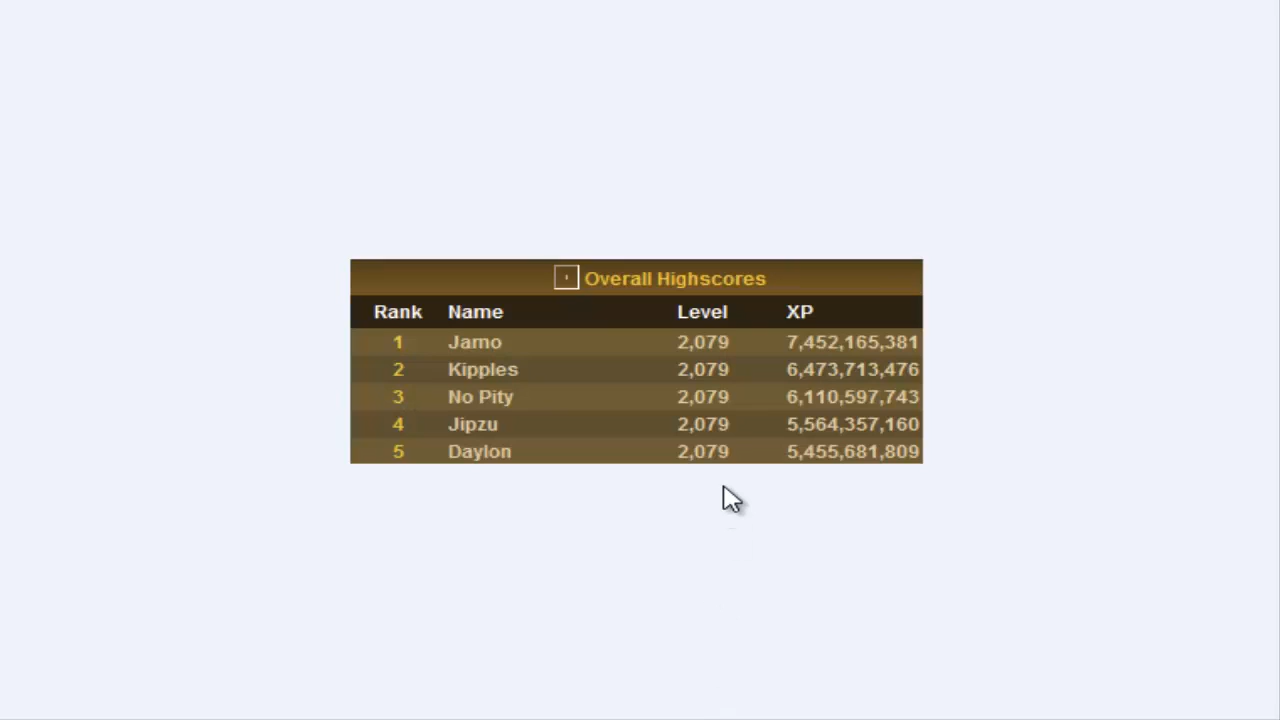 Overall Highscores
Rank Name Level XP
1 Jamo 2,079 7,452,165,381
2 Kipples 2,079 6,473,713,476
3 No Pity 2,079 6,110,597,743
4 Jipzu 2,079 5,564,357,160
5 Daylon 2,079 5,455,681,809